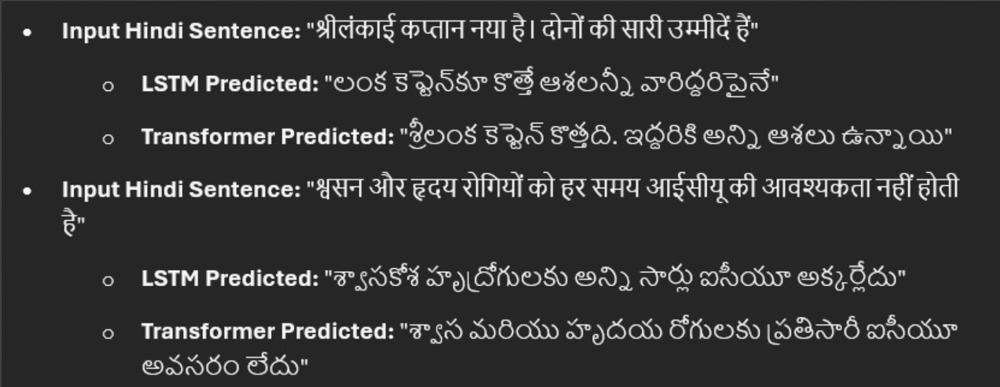 • Input Hindi Sentence: "श्रीलंकाई कप्तान नया है। दोनों की सारी उम्मीदें हैं"
o LSTM Predicted: "లంక కెప్టెన్‌కూ కొత్తే ఆశలన్నీ వారిద్దరిపైనే"
o Transformer Predicted: "శ్రీలంక కెప్టెన్ కొత్తది. ఇద్దరికి అన్ని ఆశలు ఉన్నాయి"
• Input Hindi Sentence: "श्वसन और हृदय रोगियों को हर समय आईसीयू की आवश्यकता नहीं होती
है"
o LSTM Predicted: "శ్వాసకోశ హృద్రోగులకు అన్ని సార్లు ఐసీయూ అక్కర్లేదు"
o Transformer Predicted: "శ్వాస మరియు హృదయ రోగులకు ప్రతిసారీ ఐసీయూ
అవసరం లేదు"